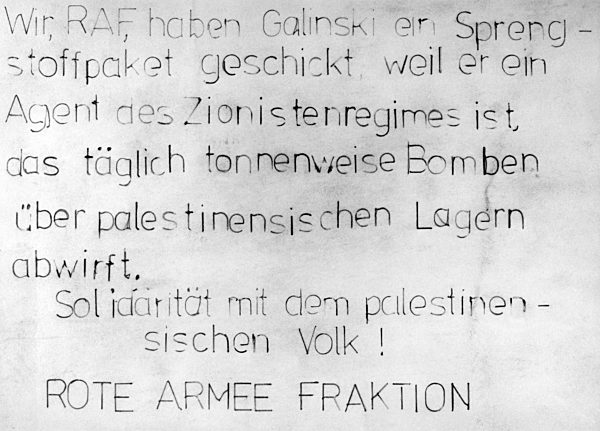 Wir, RAF, haben Galinski ein Spreng-
stoffpaket geschickt, weil er ein
Agent des Zionistenregimes ist,
das täglich tonnenweise Bomben
über palestinensischen Lagern
abwirft.
Solidarität mit dem palestinen-
sischen Volk !
ROTE ARMEE FRAKTION